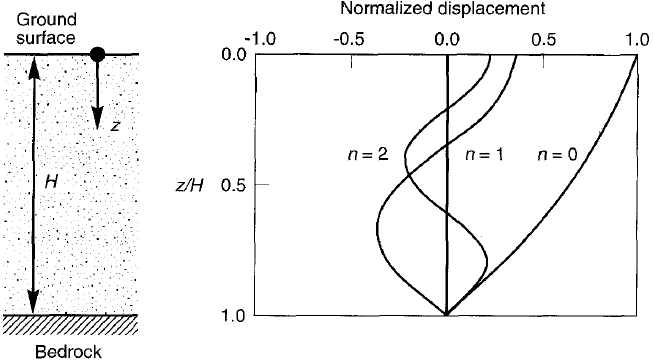 Ground
surface
z
H
Bedrock
Normalized displacement
-1.0 -0.5 0.0 0.5 1.0
0.0
n = 2 n = 1 n = 0
z/H 0.5
1.0